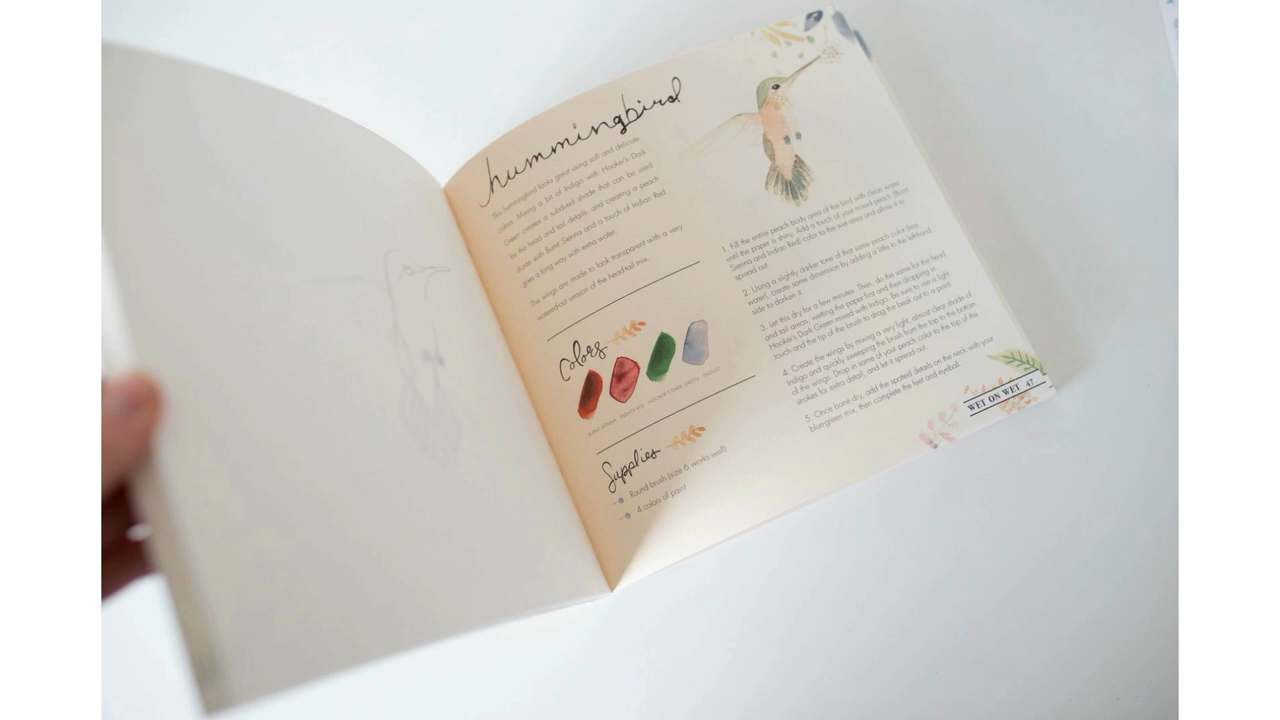 hummingbird
This hummingbird looks great using soft and delicate
colors. Mixing a bit of Indigo with Hooker's Dark
Green creates a subdued shade that can be used
for the head and tail details, and creating a peach
shade with Burnt Sienna and a touch of Indian Red
goes a long way with extra water.
The wings are made to look transparent with a very
watered-out version of the head-tail mix.
Colors
BURNT SIENNA · INDIAN RED · HOOKER'S DARK GREEN · INDIGO
Supplies
Round brush (size 6 works well)
4 colors of paint
1. Fill the entire peach body area of the bird with clean water
until the paper is shiny. Add a touch of your mixed peach (Burnt
Sienna and Indian Red) color to the wet area and allow it to
spread out.
2. Using a slightly darker tone of that same peach color (less
water), create some dimension by adding a little to the lefthand
side to darken it.
3. Let this dry for a few minutes. Then, do the same for the head
and tail areas, wetting the paper first and then dropping in
Hooker's Dark Green mixed with Indigo. Be sure to use a light
touch and the tip of the brush to drag the beak out to a point.
4. Create the wings by mixing a very light, almost clear shade of
Indigo and quickly sweeping the brush from the top to the bottom
of the wings. Drop in some of your peach color to the top of the
strokes for extra detail, and let it spread out.
5. Once bone dry, add the spotted details on the neck with your
blue-green mix, then complete the feet and eyeball.
WET ON WET 47